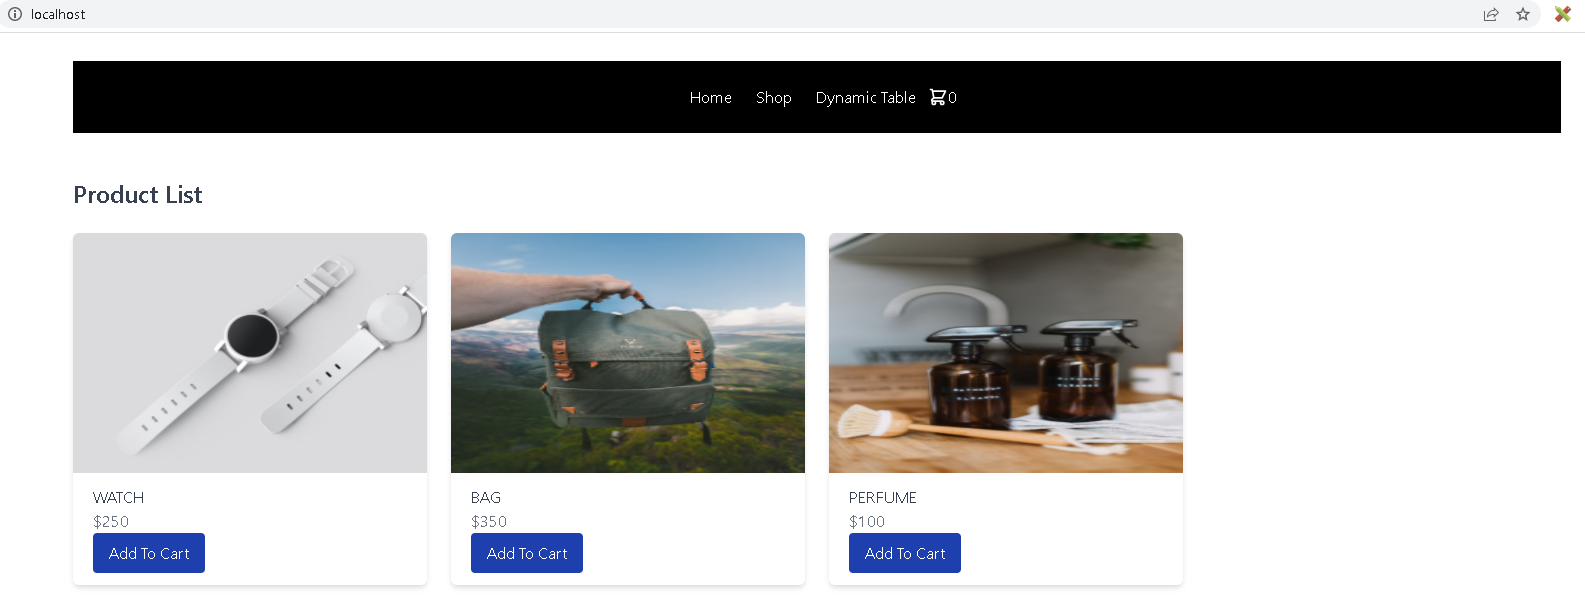 localhost
Home Shop Dynamic Table 0
Product List
WATCH
$250
Add To Cart
BAG
$350
Add To Cart
PERFUME
$100
Add To Cart